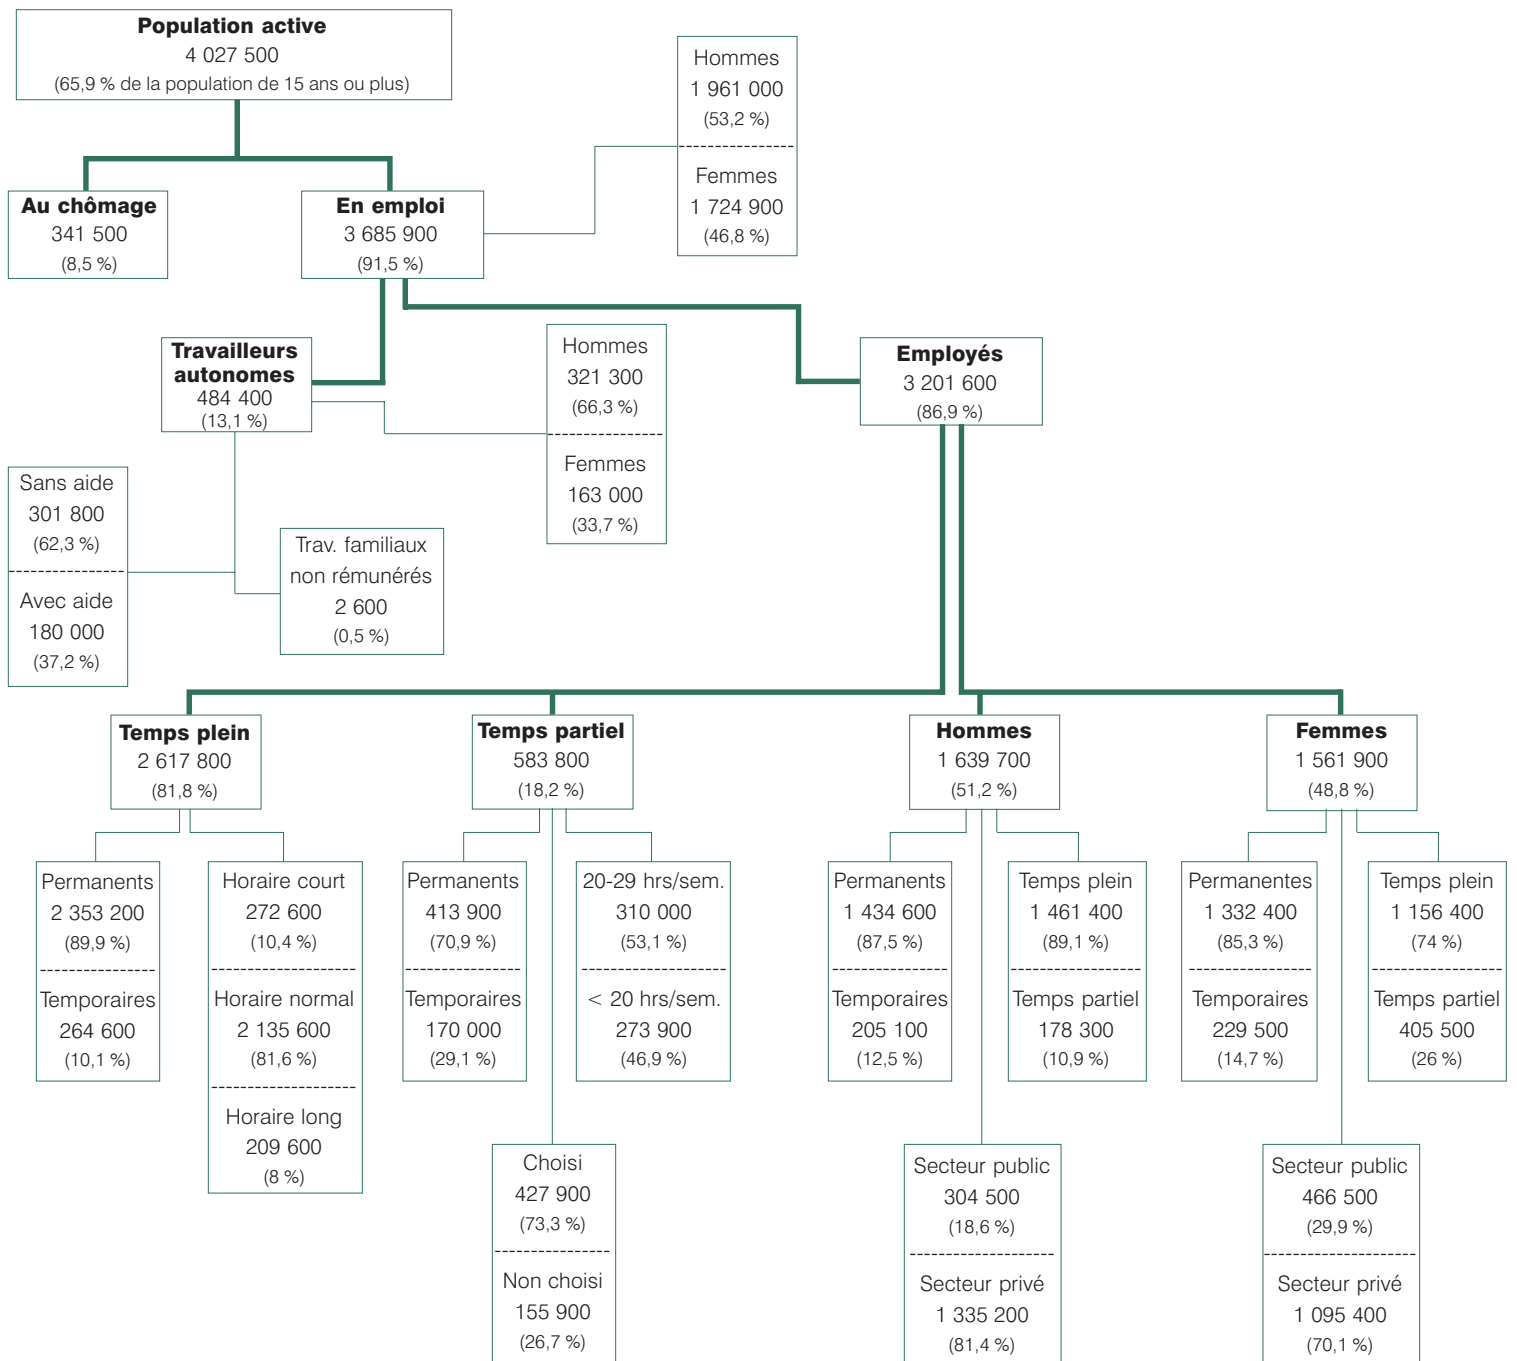 Population active
4 027 500
(65,9 % de la population de 15 ans ou plus)
Hommes
1 961 000
(53,2 %)
Femmes
1 724 900
(46,8 %)
Au chômage
341 500
(8,5 %)
En emploi
3 685 900
(91,5 %)
Travailleurs
autonomes
484 400
(13,1 %)
Hommes
321 300
(66,3 %)
Femmes
163 000
(33,7 %)
Employés
3 201 600
(86,9 %)
Sans aide
301 800
(62,3 %)
Avec aide
180 000
(37,2 %)
Trav. familiaux
non rémunérés
2 600
(0,5 %)
Temps plein
2 617 800
(81,8 %)
Temps partiel
583 800
(18,2 %)
Hommes
1 639 700
(51,2 %)
Femmes
1 561 900
(48,8 %)
Permanents
2 353 200
(89,9 %)
Temporaires
264 600
(10,1 %)
Horaire court
272 600
(10,4 %)
Horaire normal
2 135 600
(81,6 %)
Horaire long
209 600
(8 %)
Permanents
413 900
(70,9 %)
Temporaires
170 000
(29,1 %)
20-29 hrs/sem.
310 000
(53,1 %)
< 20 hrs/sem.
273 900
(46,9 %)
Choisi
427 900
(73,3 %)
Non choisi
155 900
(26,7 %)
Permanents
1 434 600
(87,5 %)
Temporaires
205 100
(12,5 %)
Temps plein
1 461 400
(89,1 %)
Temps partiel
178 300
(10,9 %)
Secteur public
304 500
(18,6 %)
Secteur privé
1 335 200
(81,4 %)
Permanentes
1 332 400
(85,3 %)
Temporaires
229 500
(14,7 %)
Temps plein
1 156 400
(74 %)
Temps partiel
405 500
(26 %)
Secteur public
466 500
(29,9 %)
Secteur privé
1 095 400
(70,1 %)